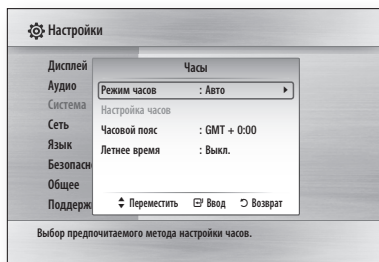 Настройки
Дисплей
Аудио
Система
Сеть
Язык
Безопасн
Общее
Поддерж
Часы
Режим часов : Авто
Настройка часов
Часовой пояс : GMT + 0:00
Летнее время : Выкл.
Переместить Ввод Возврат
Выбор предпочитаемого метода настройки часов.